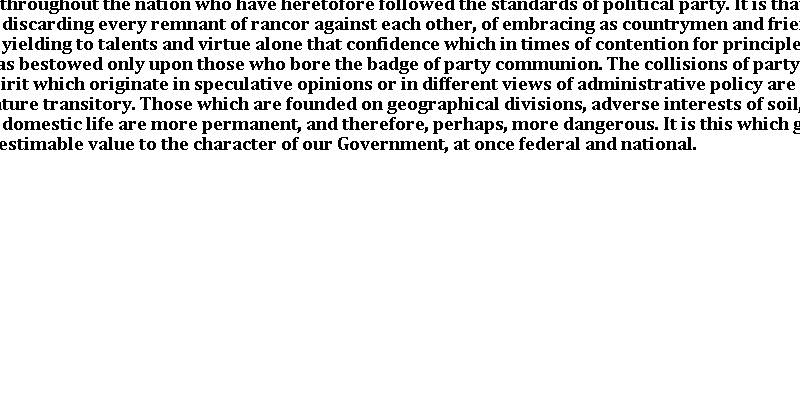 throughout the nation who have heretofore followed the standards of political party. It is that
discarding every remnant of rancor against each other, of embracing as countrymen and frie
yielding to talents and virtue alone that confidence which in times of contention for principle
as bestowed only upon those who bore the badge of party communion. The collisions of party
irit which originate in speculative opinions or in different views of administrative policy are
ature transitory. Those which are founded on geographical divisions, adverse interests of soil,
domestic life are more permanent, and therefore, perhaps, more dangerous. It is this which g
estimable value to the character of our Government, at once federal and national.